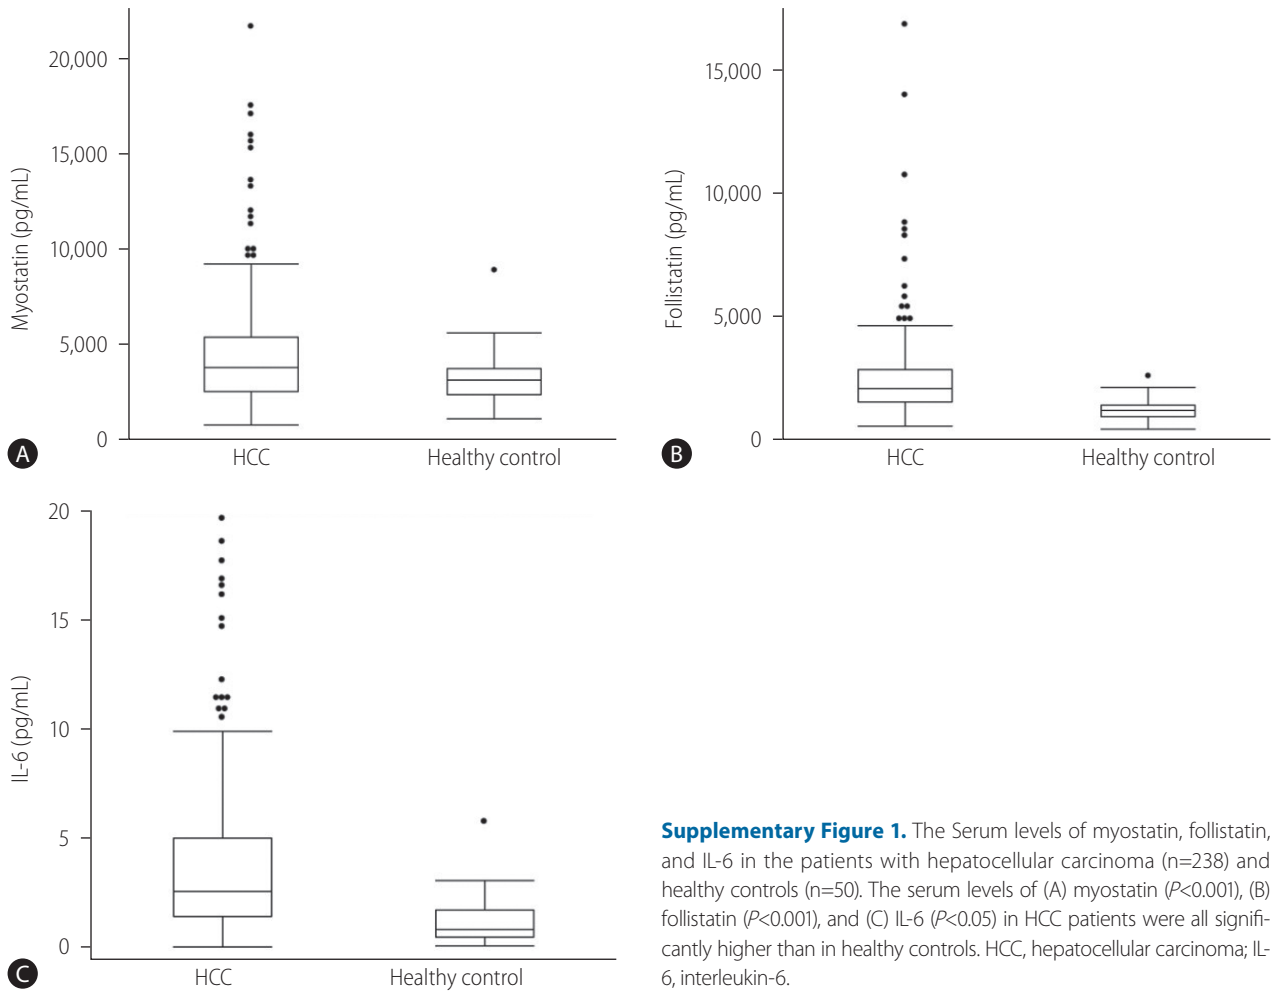 20,000
15,000
10,000
5,000
0
Myostatin (pg/mL)
HCC
Healthy control
A
15,000
10,000
5,000
0
Follistatin (pg/mL)
HCC
Healthy control
B
20
15
10
5
0
IL-6 (pg/mL)
HCC
Healthy control
C
Supplementary Figure 1. The Serum levels of myostatin, follistatin,
and IL-6 in the patients with hepatocellular carcinoma (n=238) and
healthy controls (n=50). The serum levels of (A) myostatin (P<0.001), (B)
follistatin (P<0.001), and (C) IL-6 (P<0.05) in HCC patients were all signifi-
cantly higher than in healthy controls. HCC, hepatocellular carcinoma; IL-
6, interleukin-6.